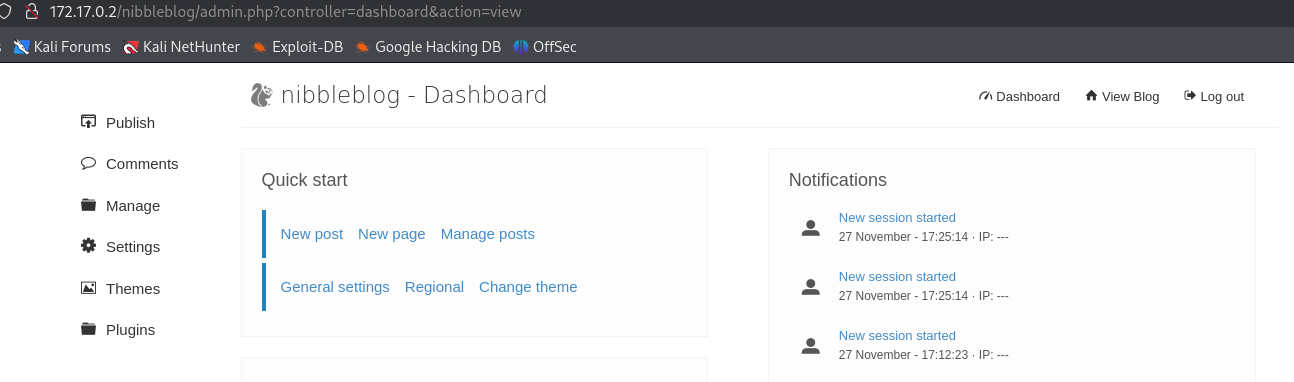 172.17.0.2/nibbleblog/admin.php?controller=dashboard&action=view
s Kali Forums Kali NetHunter Exploit-DB Google Hacking DB OffSec
nibbleblog - Dashboard
Dashboard View Blog Log out
Publish
Comments
Manage
Settings
Themes
Plugins
Quick start
New post New page Manage posts
General settings Regional Change theme
Notifications
New session started
27 November - 17:25:14 · IP: ---
New session started
27 November - 17:25:14 · IP: ---
New session started
27 November - 17:12:23 · IP: ---